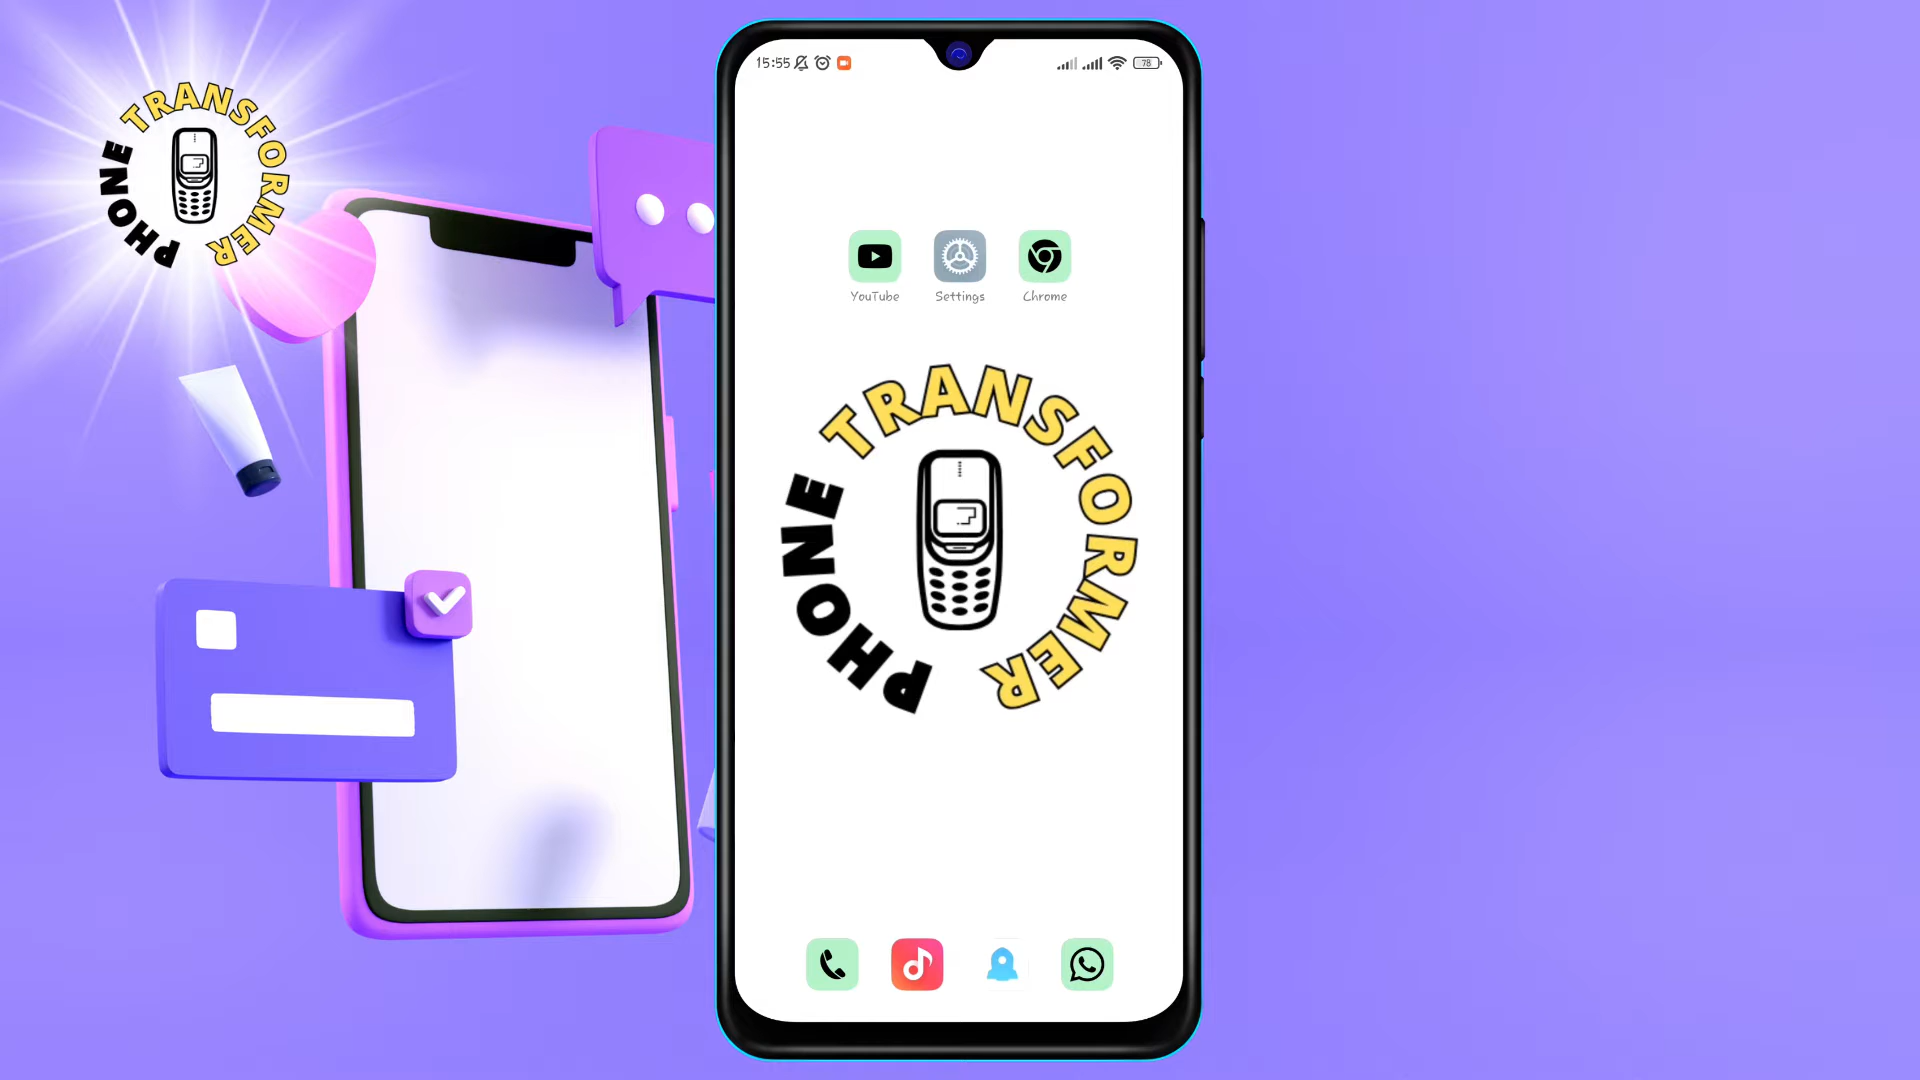 PHONE TRANSFORMER
15:55
78
YouTube
Settings
Chrome
PHONE TRANSFORMER